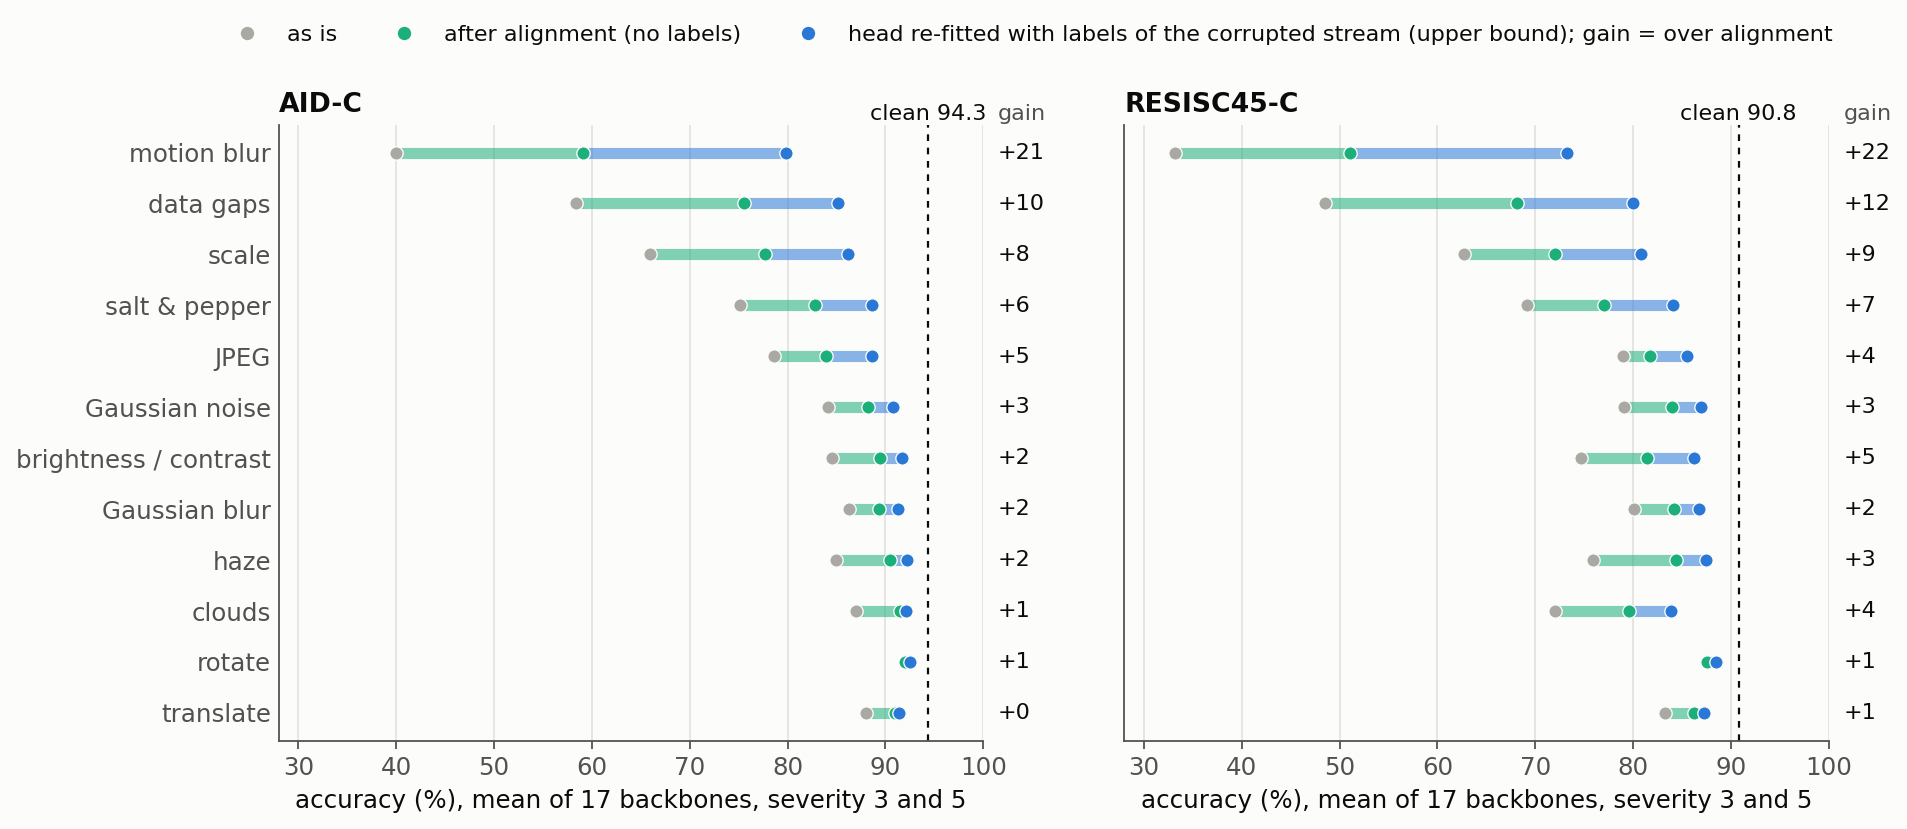 as is
after alignment (no labels)
head re-fitted with labels of the corrupted stream (upper bound); gain = over alignment
AID-C
clean 94.3
gain
motion blur
+21
data gaps
+10
scale
+8
salt & pepper
+6
JPEG
+5
Gaussian noise
+3
brightness / contrast
+2
Gaussian blur
+2
haze
+2
clouds
+1
rotate
+1
translate
+0
30 40 50 60 70 80 90 100
accuracy (%), mean of 17 backbones, severity 3 and 5
RESISC45-C
clean 90.8
gain
+22
+12
+9
+7
+4
+3
+5
+2
+3
+4
+1
+1
30 40 50 60 70 80 90 100
accuracy (%), mean of 17 backbones, severity 3 and 5